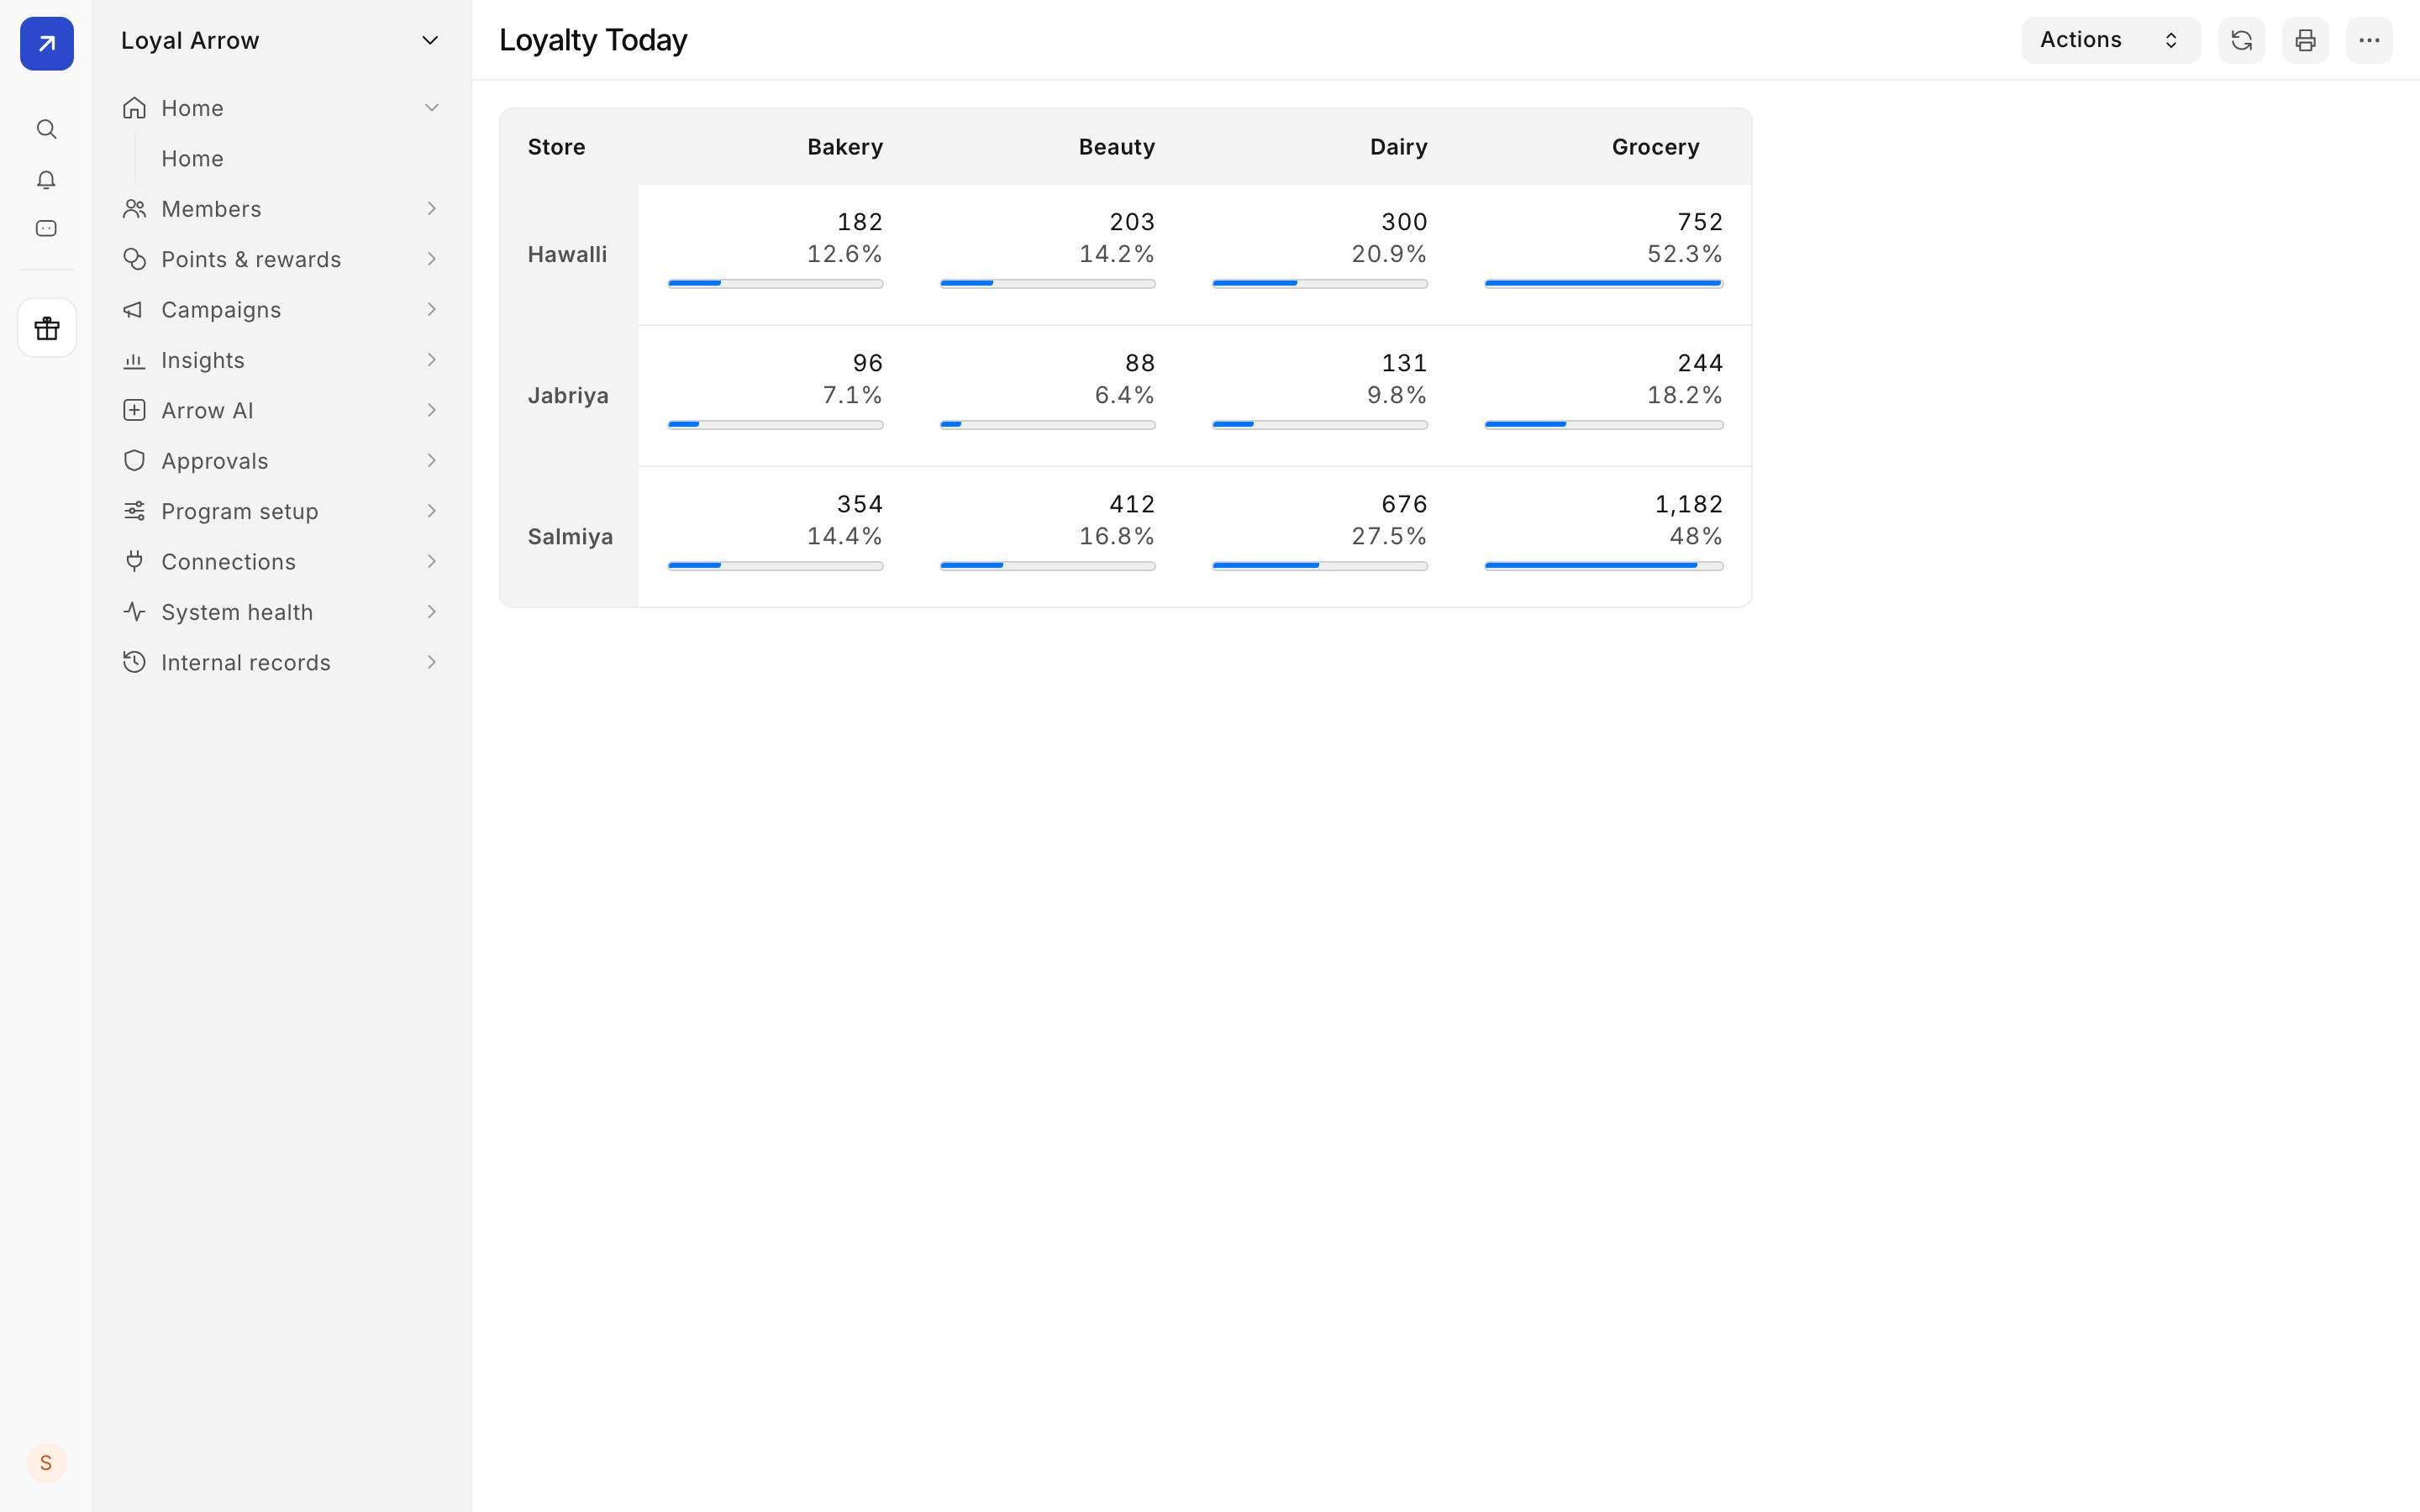 Loyal Arrow
Home
Home
Members
Points & rewards
Campaigns
Insights
Arrow AI
Approvals
Program setup
Connections
System health
Internal records
S
Loyalty Today
Actions
Store Bakery Beauty Dairy Grocery
Hawalli
182 203 300 752
12.6% 14.2% 20.9% 52.3%
Jabriya
96 88 131 244
7.1% 6.4% 9.8% 18.2%
Salmiya
354 412 676 1,182
14.4% 16.8% 27.5% 48%